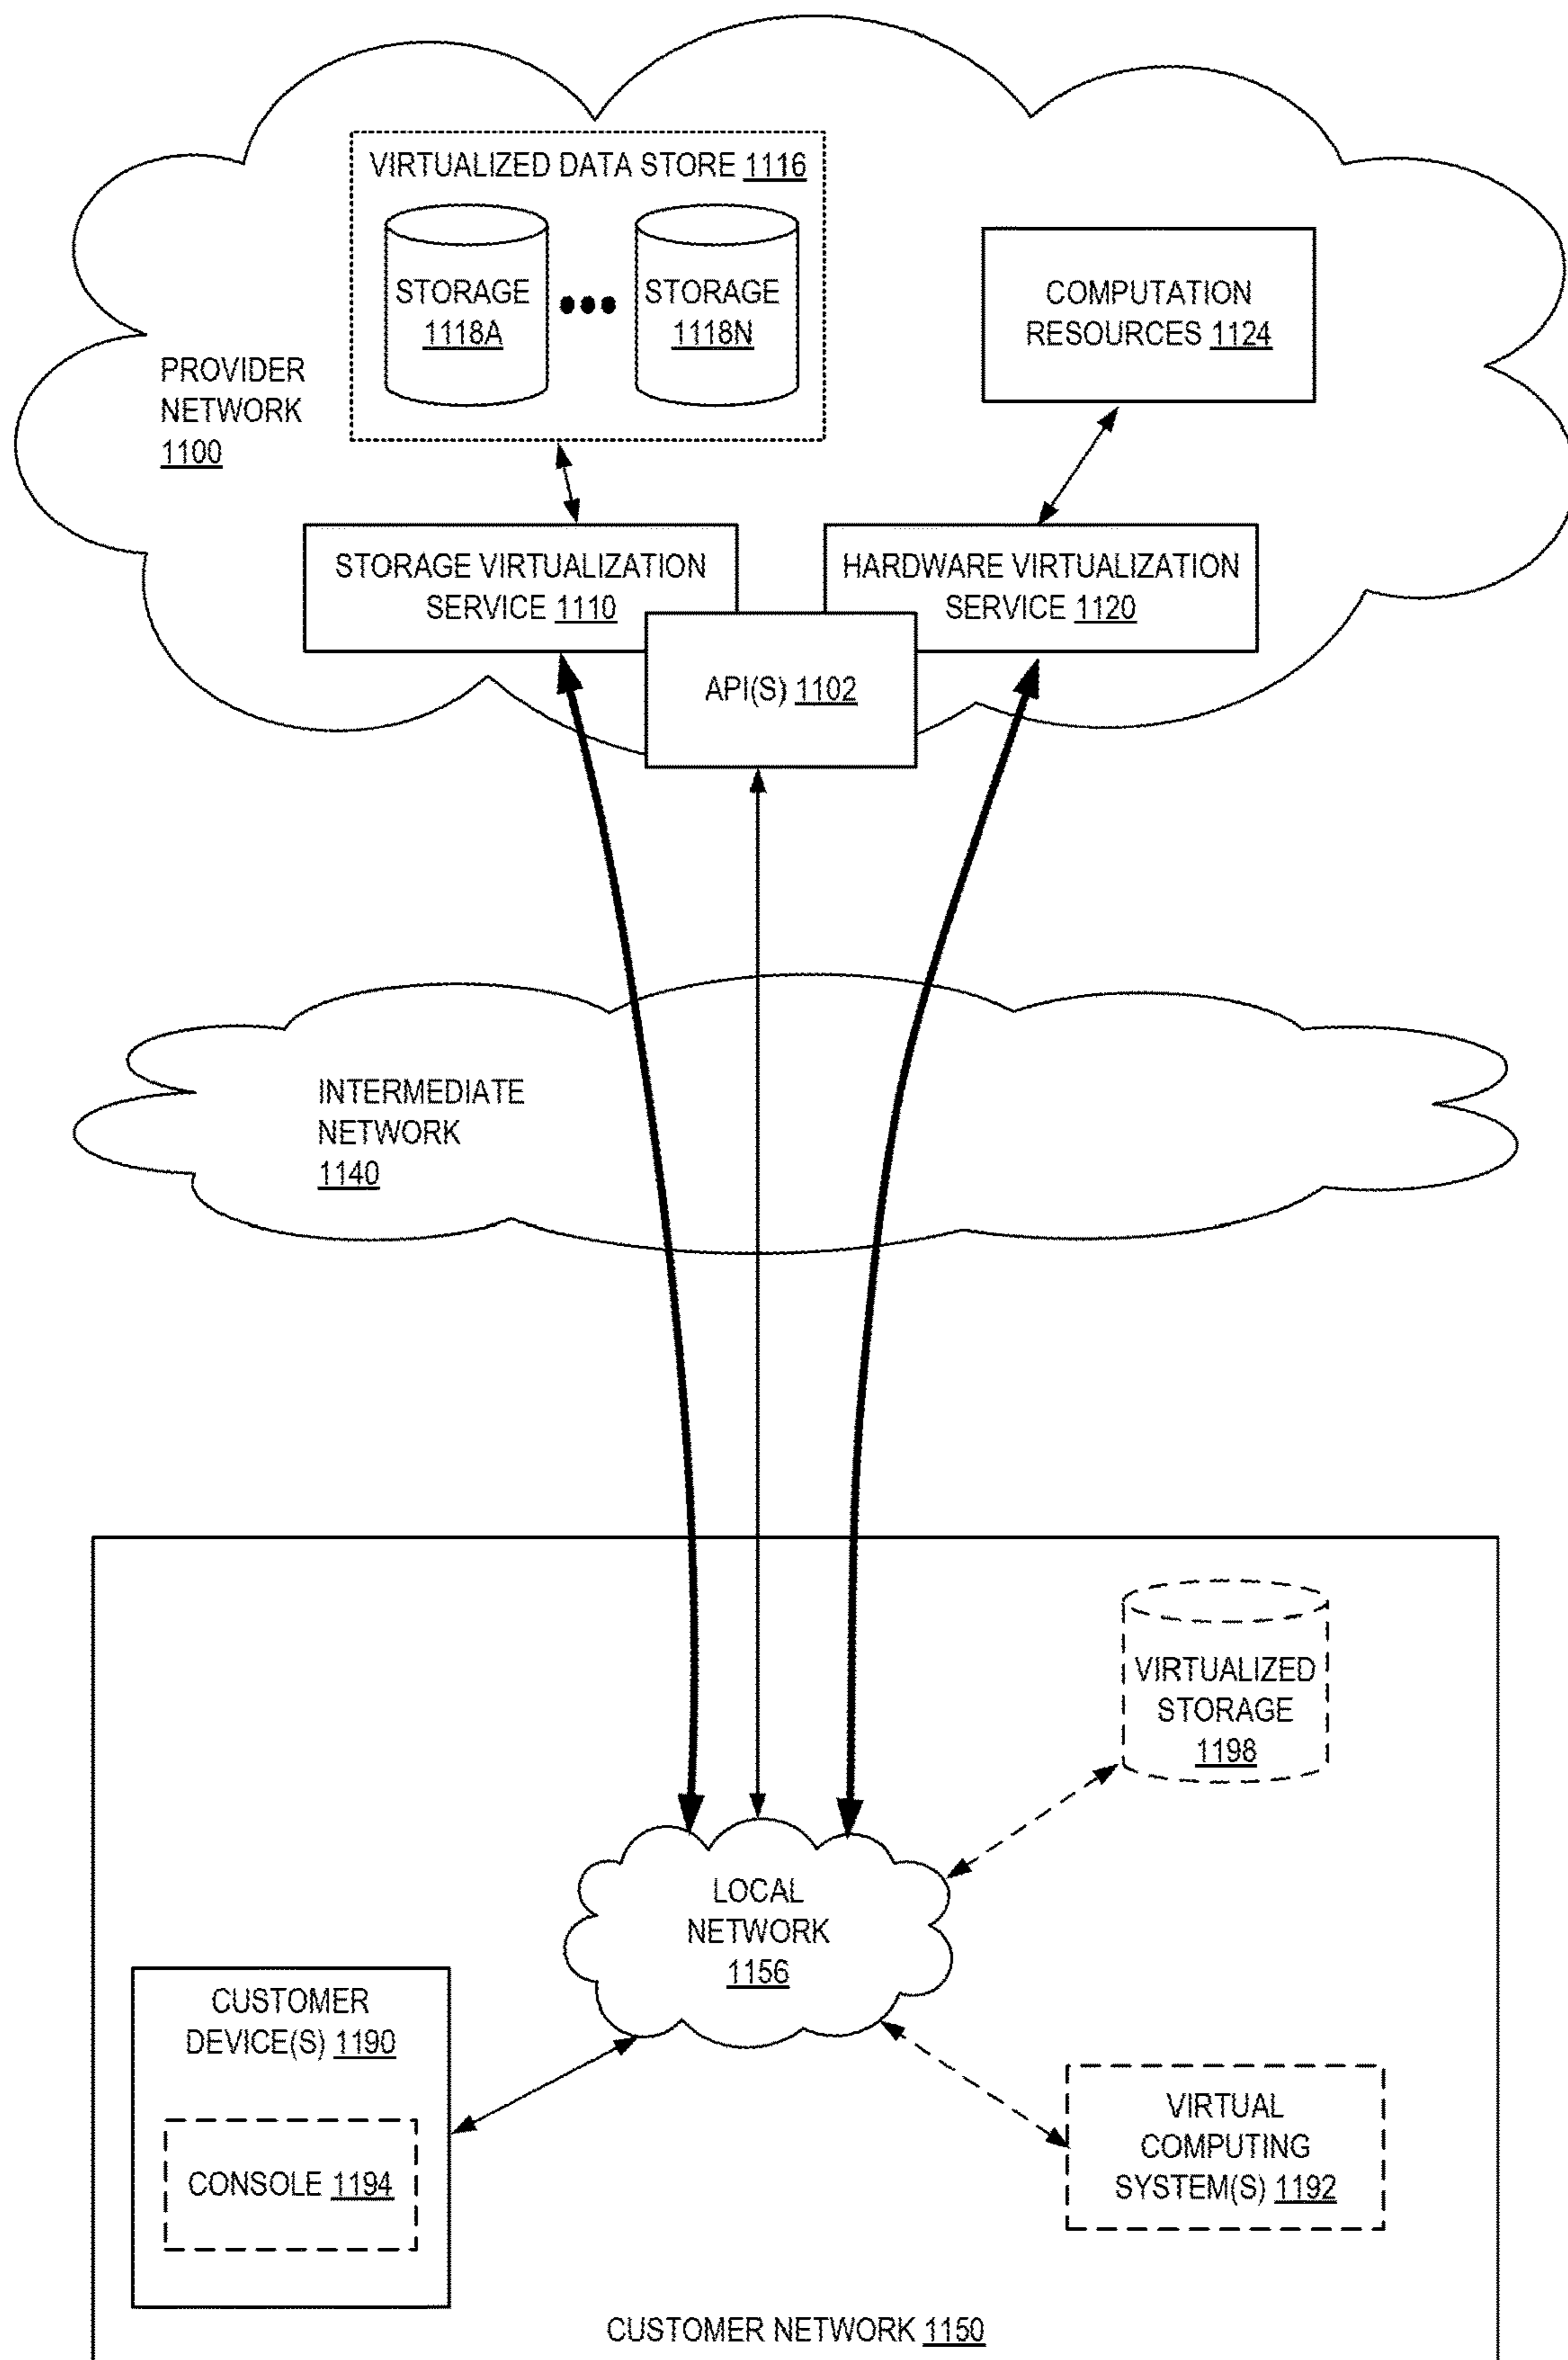 VIRTUALIZED DATA STORE 1116
STORAGE
1118A
STORAGE
1118N
COMPUTATION
RESOURCES 1124
PROVIDER
NETWORK
1100
STORAGE VIRTUALIZATION
SERVICE 1110
HARDWARE VIRTUALIZATION
SERVICE 1120
API(S) 1102
INTERMEDIATE
NETWORK
1140
VIRTUALIZED
STORAGE
1198
LOCAL
NETWORK
1156
CUSTOMER
DEVICE(S) 1190
CONSOLE 1194
VIRTUAL
COMPUTING
SYSTEM(S) 1192
CUSTOMER NETWORK 1150